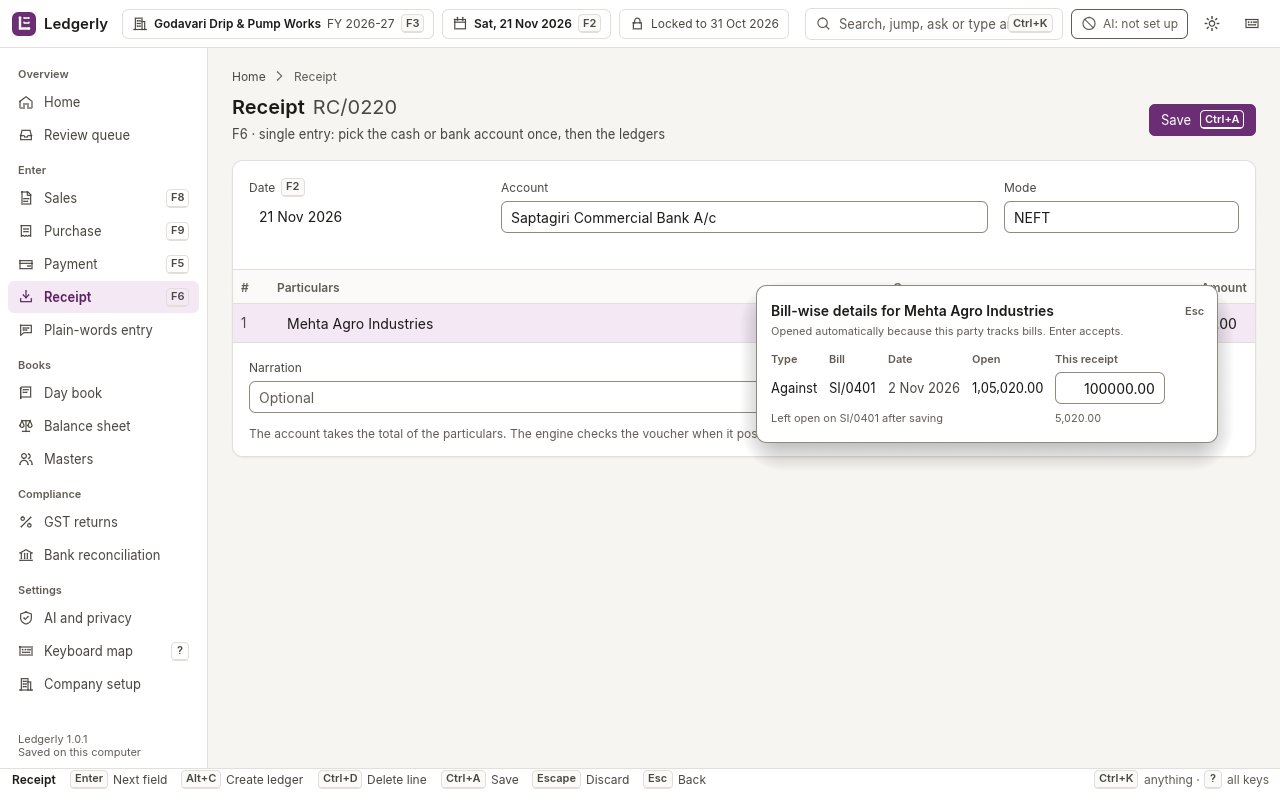 Ledgerly
Godavari Drip & Pump Works FY 2026-27 F3
Sat, 21 Nov 2026 F2
Locked to 31 Oct 2026
Search, jump, ask or type a Ctrl+K
AI: not set up
Overview
Home
Review queue
Enter
Sales F8
Purchase F9
Payment F5
Receipt F6
Plain-words entry
Books
Day book
Balance sheet
Masters
Compliance
GST returns
Bank reconciliation
Settings
AI and privacy
Keyboard map ?
Company setup
Ledgerly 1.0.1
Saved on this computer
Home > Receipt
Receipt RC/0220
F6 · single entry: pick the cash or bank account once, then the ledgers
Save Ctrl+A
Date F2 Account Mode
21 Nov 2026 Saptagiri Commercial Bank A/c NEFT
# Particulars mount
1 Mehta Agro Industries .00
Narration
Optional
The account takes the total of the particulars. The engine checks the voucher when it pos
Bill-wise details for Mehta Agro Industries Esc
Opened automatically because this party tracks bills. Enter accepts.
Type Bill Date Open This receipt
Against SI/0401 2 Nov 2026 1,05,020.00 100000.00
Left open on SI/0401 after saving 5,020.00
Receipt Enter Next field Alt+C Create ledger Ctrl+D Delete line Ctrl+A Save Escape Discard Esc Back Ctrl+K anything · ? all keys